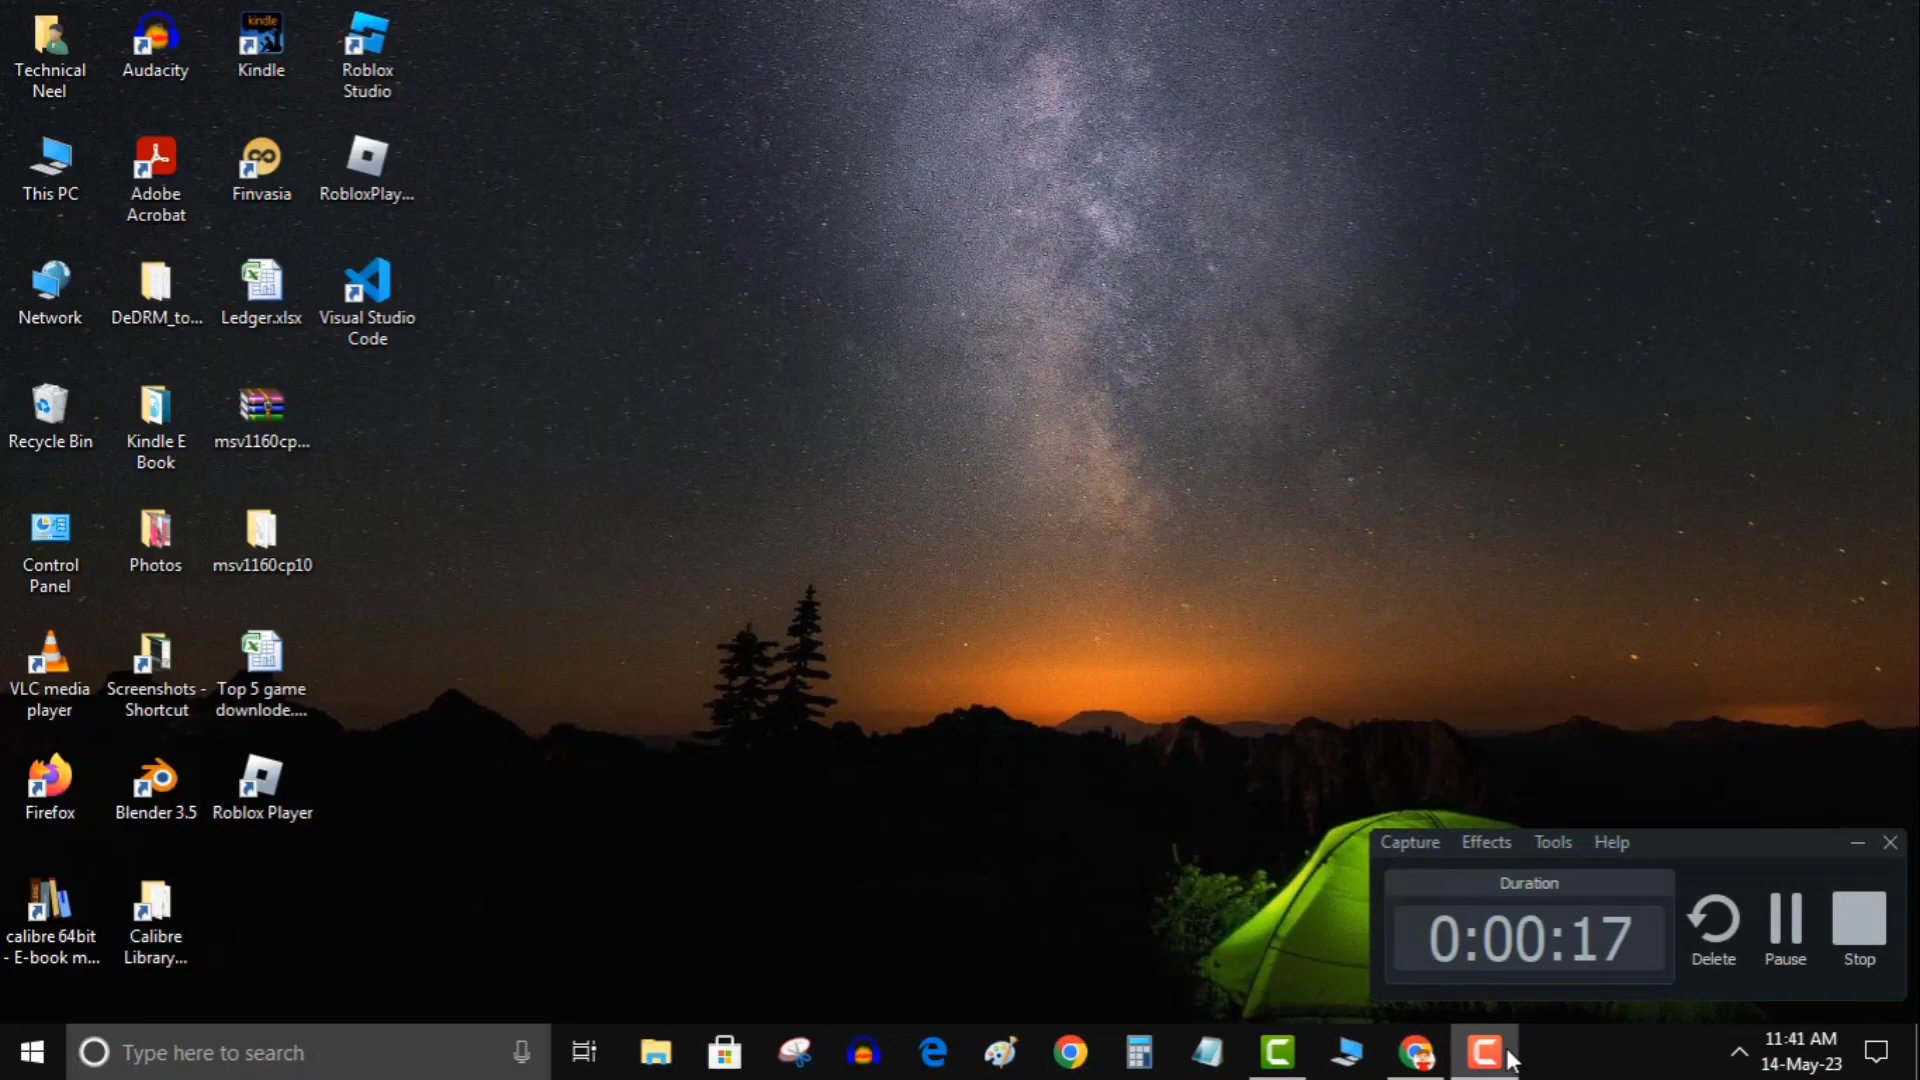 Technical
Neel
Audacity
kindle
Kindle
Roblox
Studio
This PC
Adobe
Acrobat
Finvasia
RobloxPlay...
Network
DeDRM_to...
Ledger.xlsx
Visual Studio
Code
Recycle Bin
Kindle E
Book
msv1160cp...
Control
Panel
Photos
msv1160cp10
VLC media
player
Screenshots -
Shortcut
Top 5 game
downlode....
Firefox
Blender 3.5
Roblox Player
calibre 64bit
- E-book m...
Calibre
Library...
Capture Effects Tools Help
Duration
0:00:17
Delete
Pause
Stop
Type here to search
11:41 AM
14-May-23